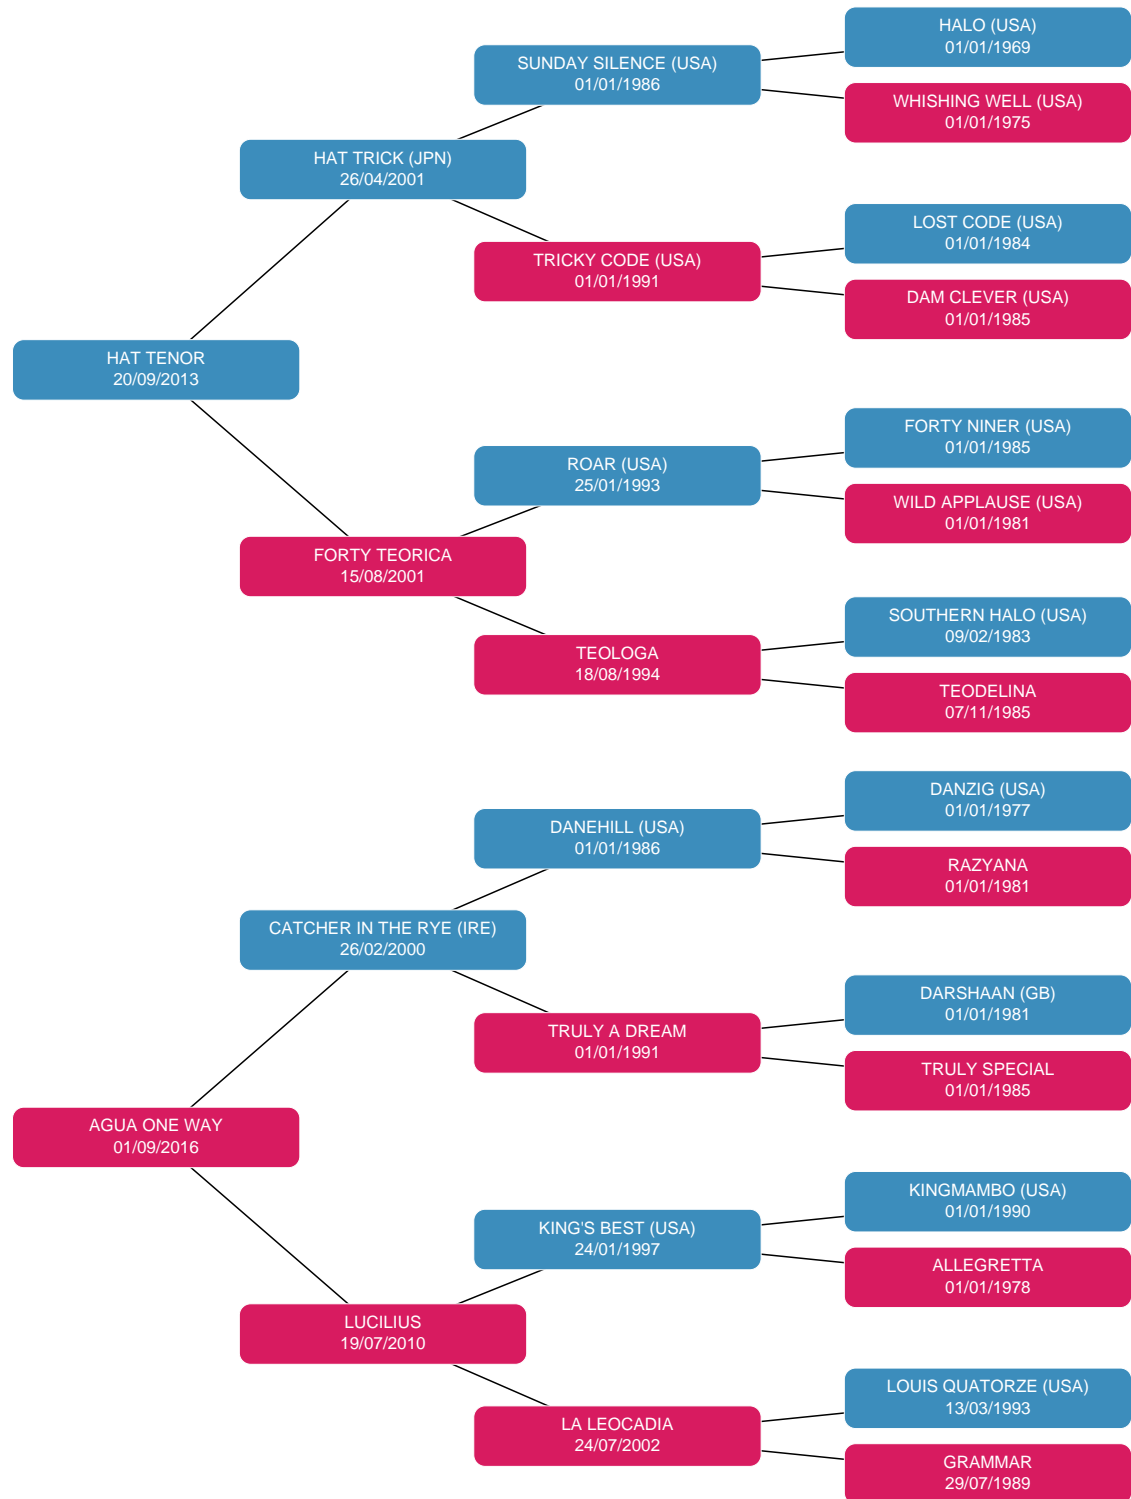 HALO (USA)
01/01/1969
SUNDAY SILENCE (USA)
01/01/1986
WHISHING WELL (USA)
01/01/1975
HAT TRICK (JPN)
26/04/2001
LOST CODE (USA)
01/01/1984
TRICKY CODE (USA)
01/01/1991
DAM CLEVER (USA)
01/01/1985
HAT TENOR
20/09/2013
FORTY NINER (USA)
01/01/1985
ROAR (USA)
25/01/1993
WILD APPLAUSE (USA)
01/01/1981
FORTY TEORICA
15/08/2001
SOUTHERN HALO (USA)
09/02/1983
TEOLOGA
18/08/1994
TEODELINA
07/11/1985
DANZIG (USA)
01/01/1977
DANEHILL (USA)
01/01/1986
RAZYANA
01/01/1981
CATCHER IN THE RYE (IRE)
26/02/2000
DARSHAAN (GB)
01/01/1981
TRULY A DREAM
01/01/1991
TRULY SPECIAL
01/01/1985
AGUA ONE WAY
01/09/2016
KINGMAMBO (USA)
01/01/1990
KING'S BEST (USA)
24/01/1997
ALLEGRETTA
01/01/1978
LUCILIUS
19/07/2010
LOUIS QUATORZE (USA)
13/03/1993
LA LEOCADIA
24/07/2002
GRAMMAR
29/07/1989